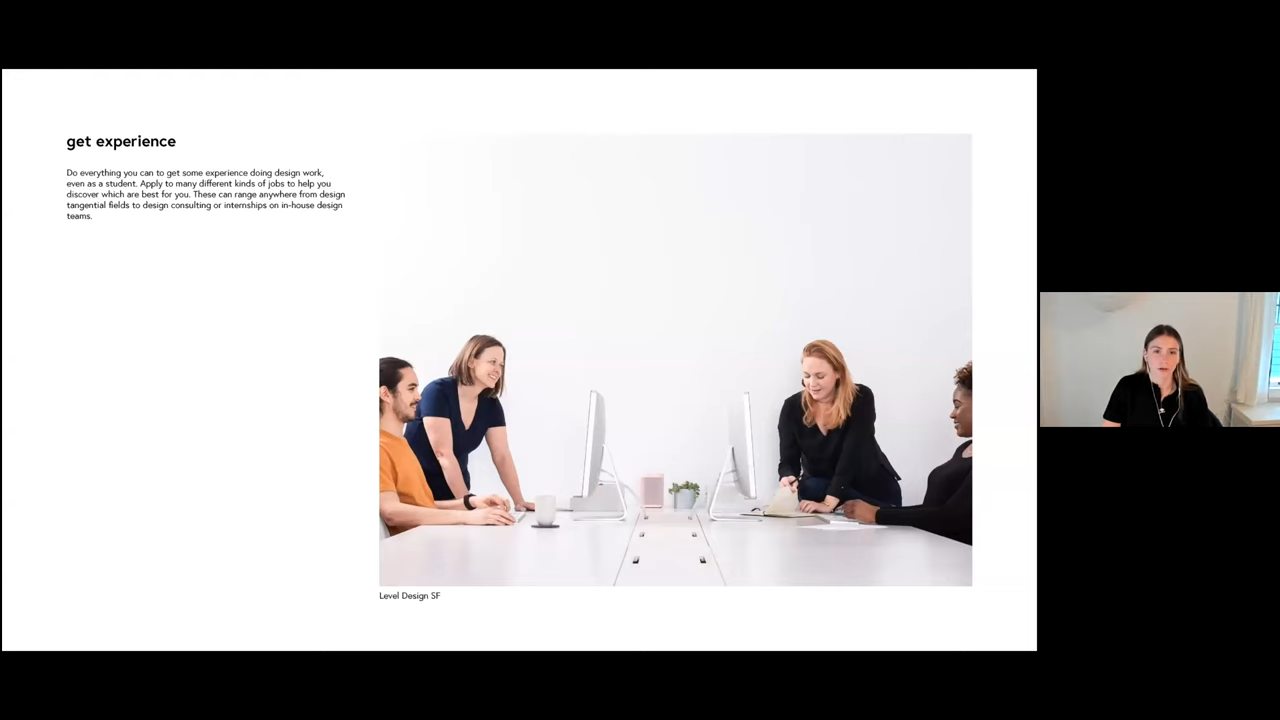 get experience
Do everything you can to get some experience doing design work,
even as a student. Apply to many different kinds of jobs to help you
discover which are best for you. These can range anywhere from design
tangential fields to design consulting or internships on in-house design
teams.
Level Design SF